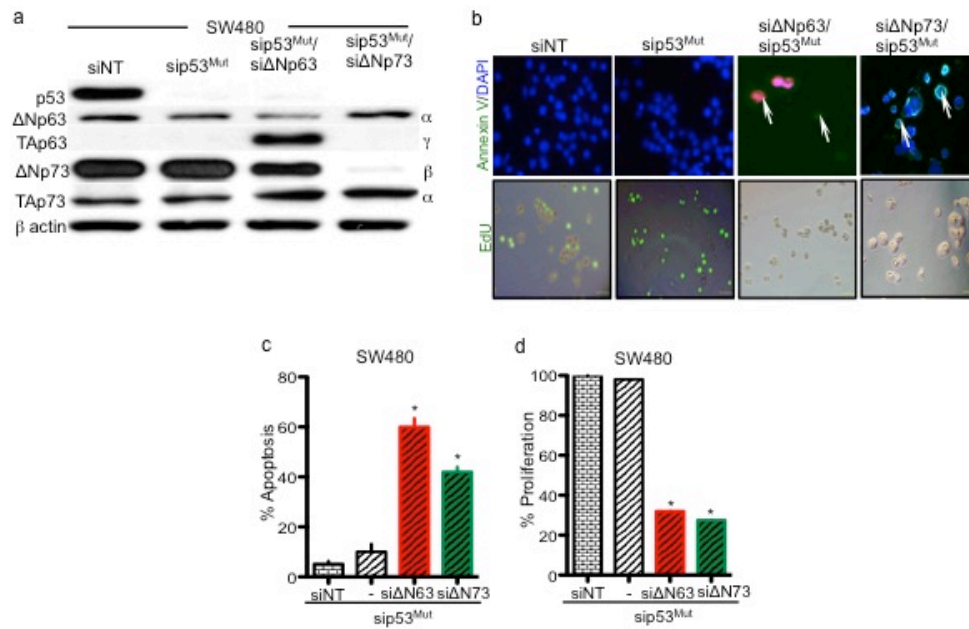 a
SW480
siNT
sip53Mut
sip53Mut/
siΔNp63
sip53Mut/
siΔNp73
p53
ΔNp63
α
TAp63
γ
ΔNp73
β
TAp73
α
β actin
b
siNT
sip53Mut
siΔNp63/
sip53Mut
siΔNp73/
sip53Mut
Annexin V/DAPI
EdU
c
SW480
% Apoptosis
80
60
40
20
0
*
*
siNT
-
siΔN63
siΔN73
sip53Mut
d
SW480
% Proliferation
100
80
60
40
20
0
*
*
siNT
-
siΔN63
siΔN73
sip53Mut